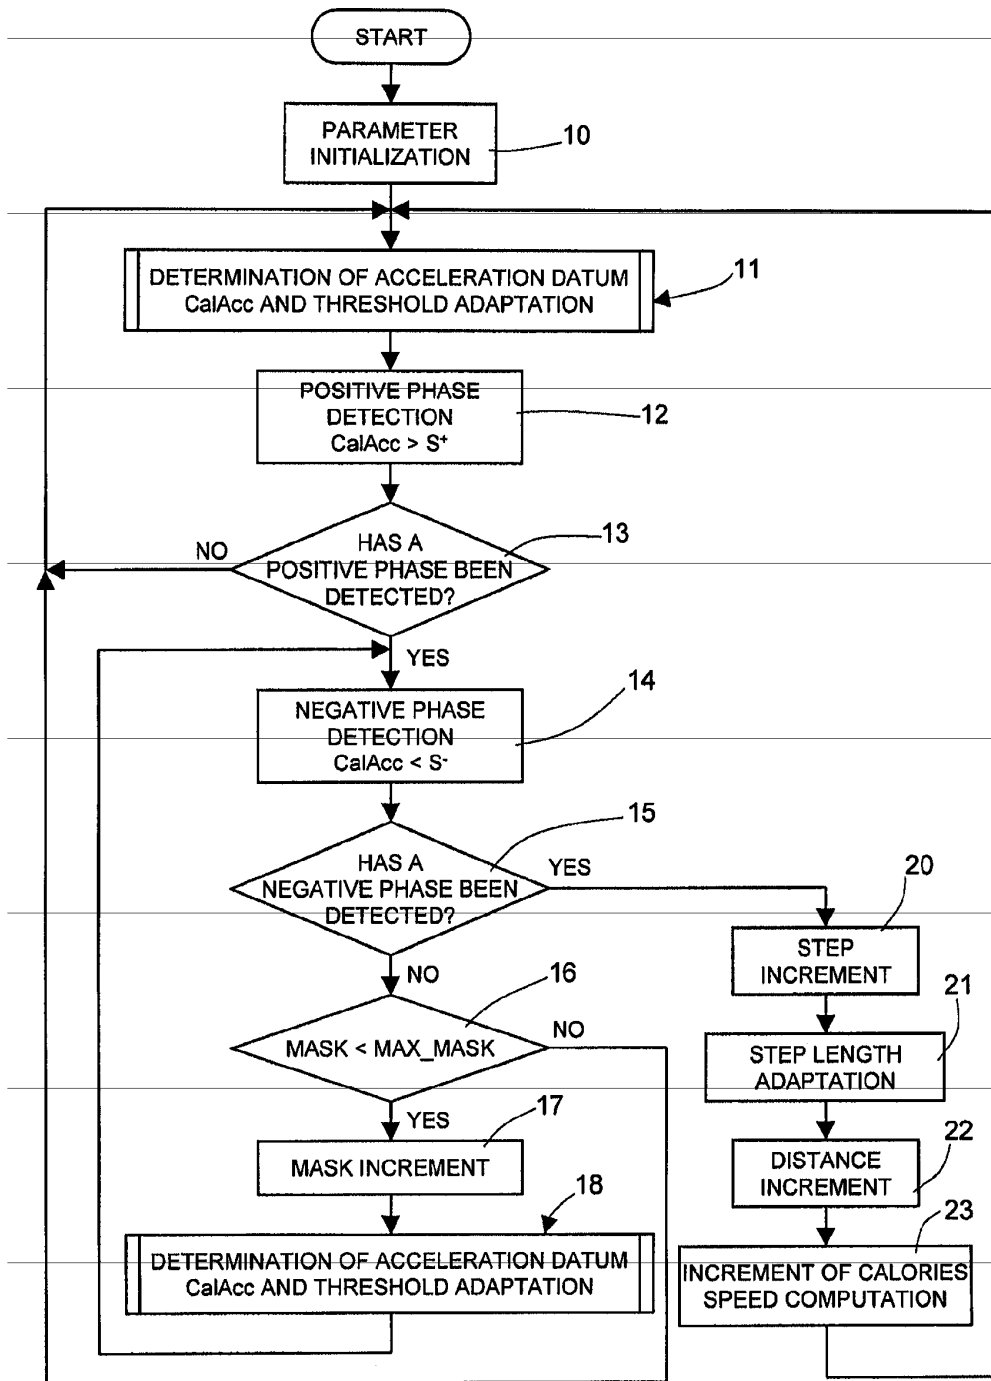 START
PARAMETER
INITIALIZATION
10
DETERMINATION OF ACCELERATION DATUM
CalAcc AND THRESHOLD ADAPTATION
11
POSITIVE PHASE
DETECTION
CalAcc > S⁺
12
HAS A
POSITIVE PHASE BEEN
DETECTED?
13
NO
YES
NEGATIVE PHASE
DETECTION
CalAcc < S⁻
14
HAS A
NEGATIVE PHASE BEEN
DETECTED?
15
YES
NO
MASK < MAX_MASK
16
NO
YES
MASK INCREMENT
17
DETERMINATION OF ACCELERATION DATUM
CalAcc AND THRESHOLD ADAPTATION
18
STEP
INCREMENT
20
STEP LENGTH
ADAPTATION
21
DISTANCE
INCREMENT
22
INCREMENT OF CALORIES
SPEED COMPUTATION
23